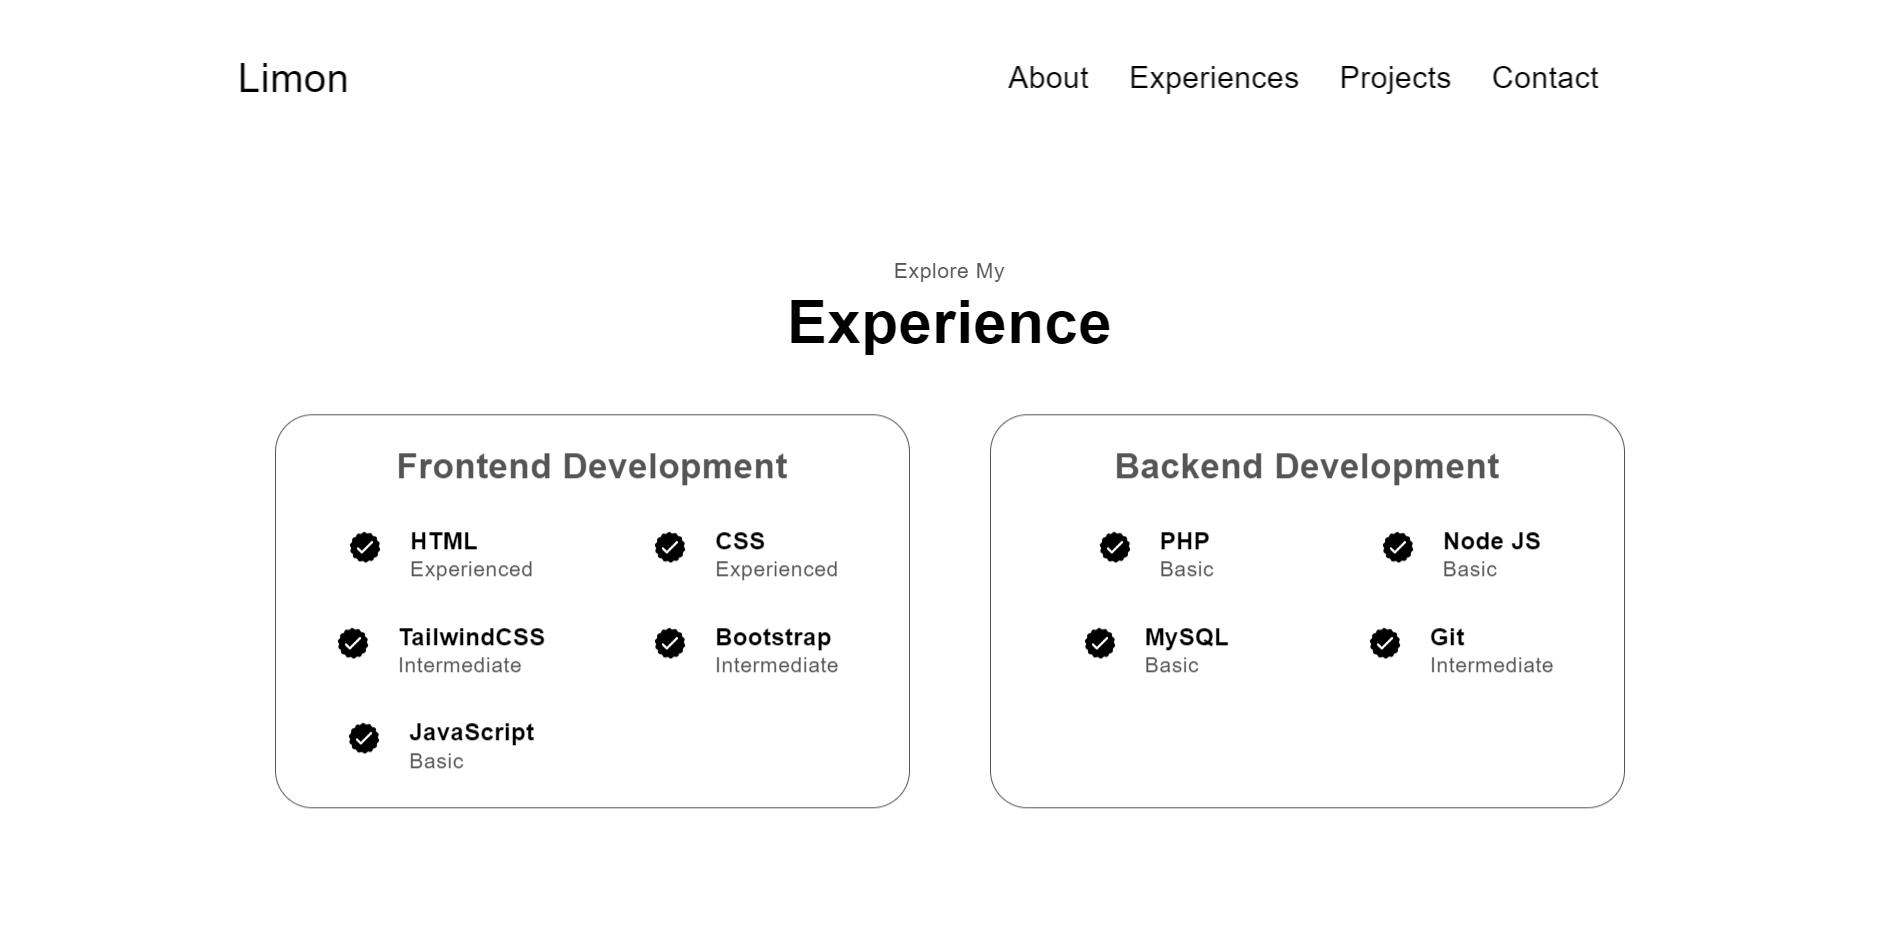 Limon
About Experiences Projects Contact
Explore My
Experience
Frontend Development
HTML
Experienced
CSS
Experienced
TailwindCSS
Intermediate
Bootstrap
Intermediate
JavaScript
Basic
Backend Development
PHP
Basic
Node JS
Basic
MySQL
Basic
Git
Intermediate